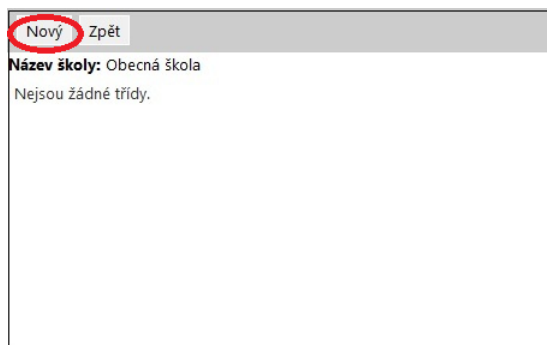 Nový Zpět
Název školy: Obecná škola
Nejsou žádné třídy.